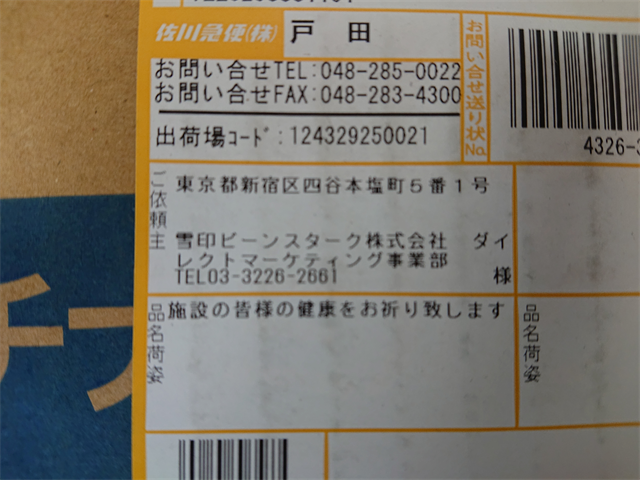 佐川急便(株) 戸 田
お問い合せTEL:048-285-0022
お問い合せFAX:048-283-4300
出荷場コード:124329250021
お問い合せ送り状No.
4326-3
ご依頼主
東京都新宿区四谷本塩町5番1号
雪印ビーンスターク株式会社 ダイ
レクトマーケティング事業部
TEL03-3226-2661 様
品名荷姿
施設の皆様の健康をお祈り致します
品名荷姿